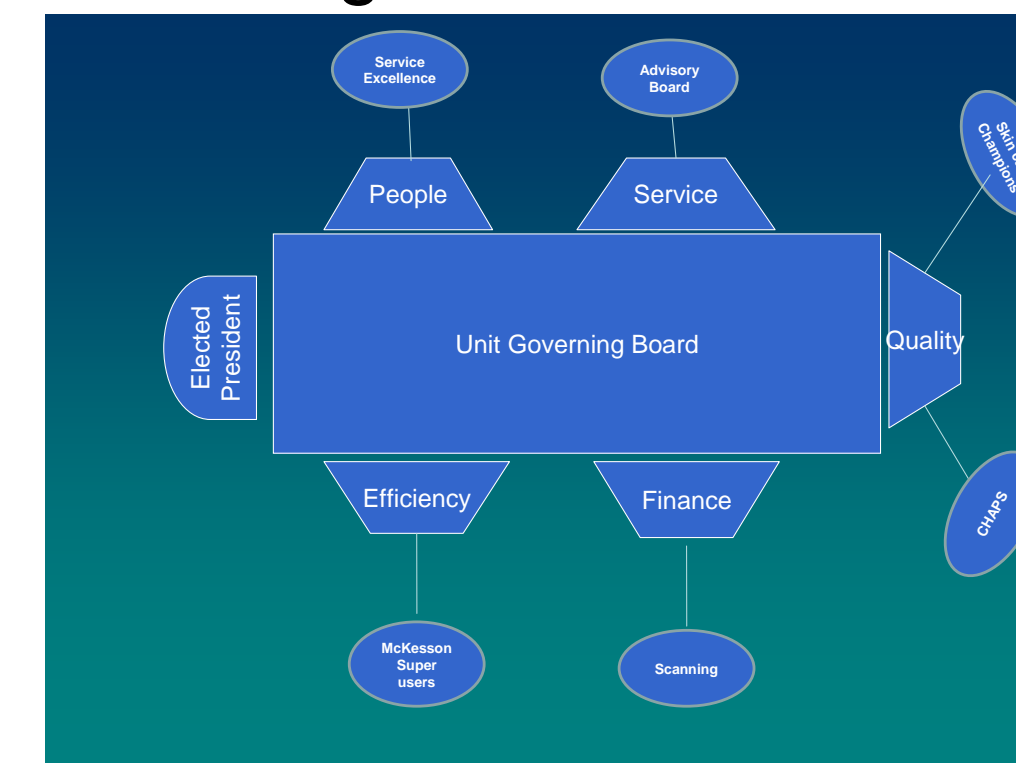 g
Service
Excellence
Advisory
Board
Skin
Champions
People
Service
Elected
President
Unit Governing Board
Quality
Efficiency
Finance
CHAPS
McKesson
Super
users
Scanning